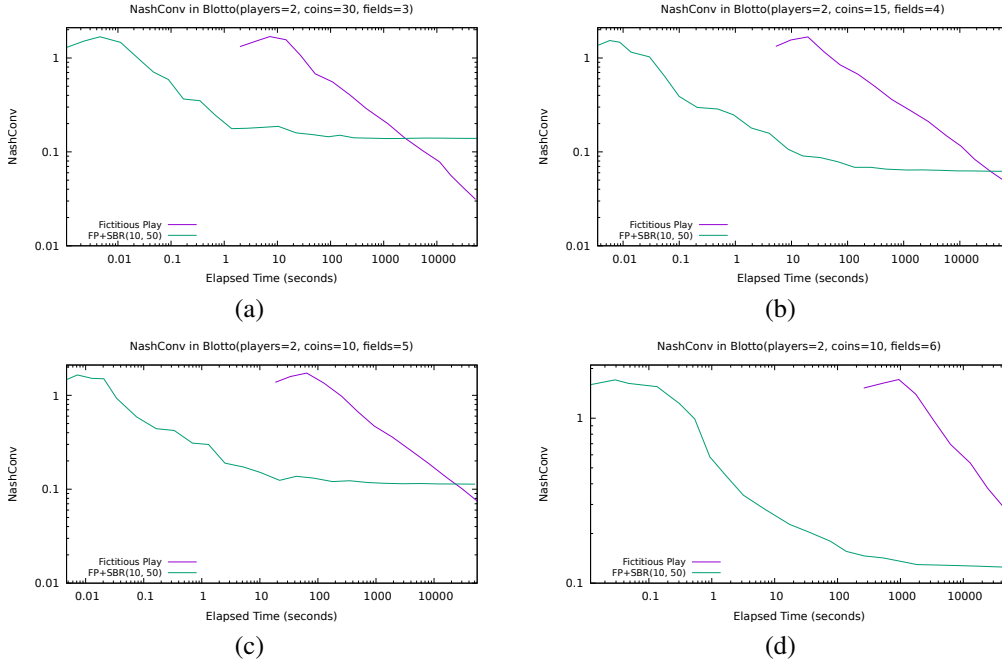 NashConv in Blotto(players=2, coins=30, fields=3)
1
0.1
0.01
NashConv
Fictitious Play
FP+SBR(10, 50)
0.01 0.1 1 10 100 1000 10000
Elapsed Time (seconds)
(a)
NashConv in Blotto(players=2, coins=15, fields=4)
1
0.1
0.01
NashConv
Fictitious Play
FP+SBR(10, 50)
0.01 0.1 1 10 100 1000 10000
Elapsed Time (seconds)
(b)
NashConv in Blotto(players=2, coins=10, fields=5)
1
0.1
0.01
NashConv
Fictitious Play
FP+SBR(10, 50)
0.01 0.1 1 10 100 1000 10000
Elapsed Time (seconds)
(c)
NashConv in Blotto(players=2, coins=10, fields=6)
1
0.1
NashConv
Fictitious Play
FP+SBR(10, 50)
0.1 1 10 100 1000 10000
Elapsed Time (seconds)
(d)